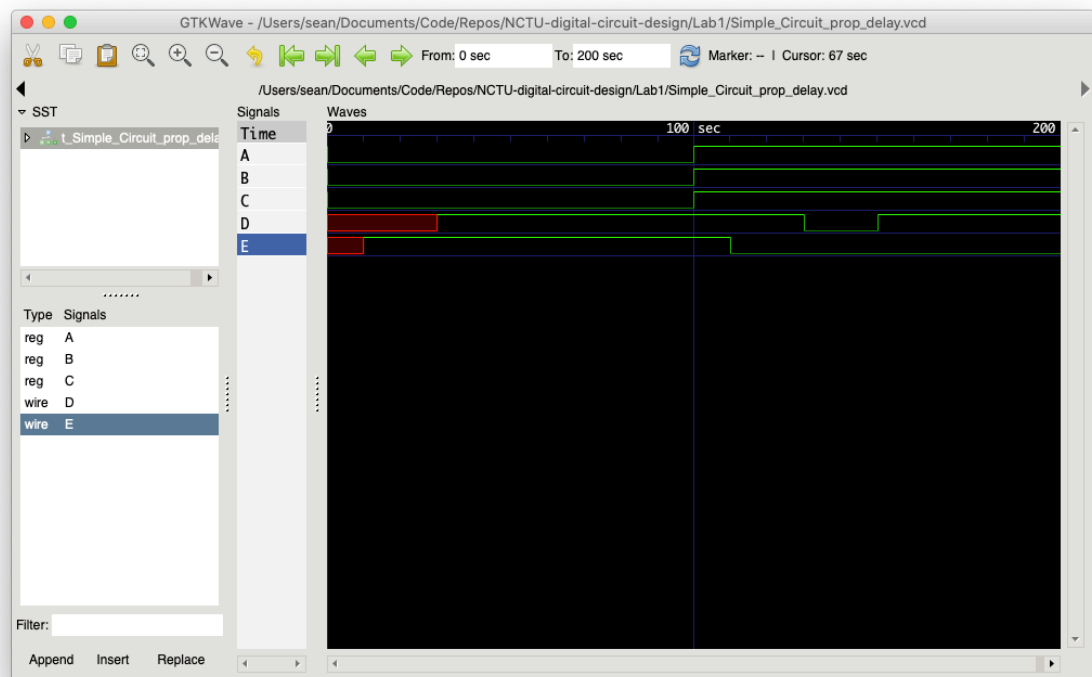 GTKWave - /Users/sean/Documents/Code/Repos/NCTU-digital-circuit-design/Lab1/Simple_Circuit_prop_delay.vcd
From: 0 sec To: 200 sec Marker: -- | Cursor: 67 sec
/Users/sean/Documents/Code/Repos/NCTU-digital-circuit-design/Lab1/Simple_Circuit_prop_delay.vcd
SST
t_Simple_Circuit_prop_dela
Type Signals
reg A
reg B
reg C
wire D
wire E
Filter:
Append Insert Replace
Signals
Time
A
B
C
D
E
Waves
0 100 sec 200